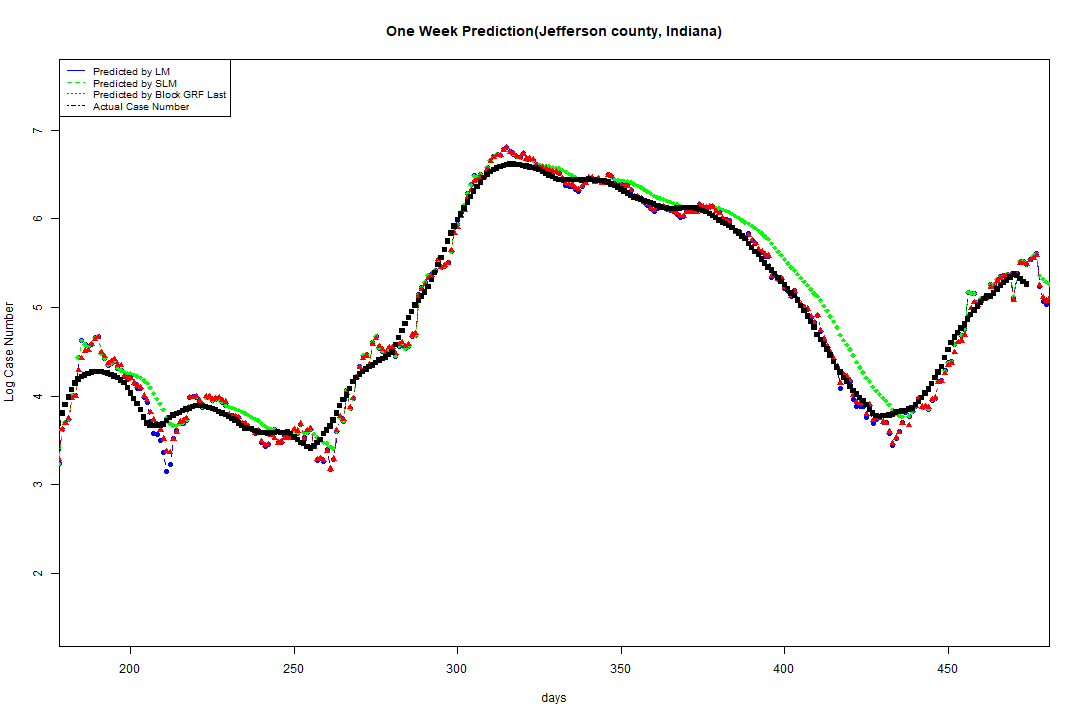 One Week Prediction(Jefferson county, Indiana)
Predicted by LM
Predicted by SLM
Predicted by Block GRF Last
Actual Case Number
7
6
5
4
3
2
Log Case Number
200 250 300 350 400 450
days